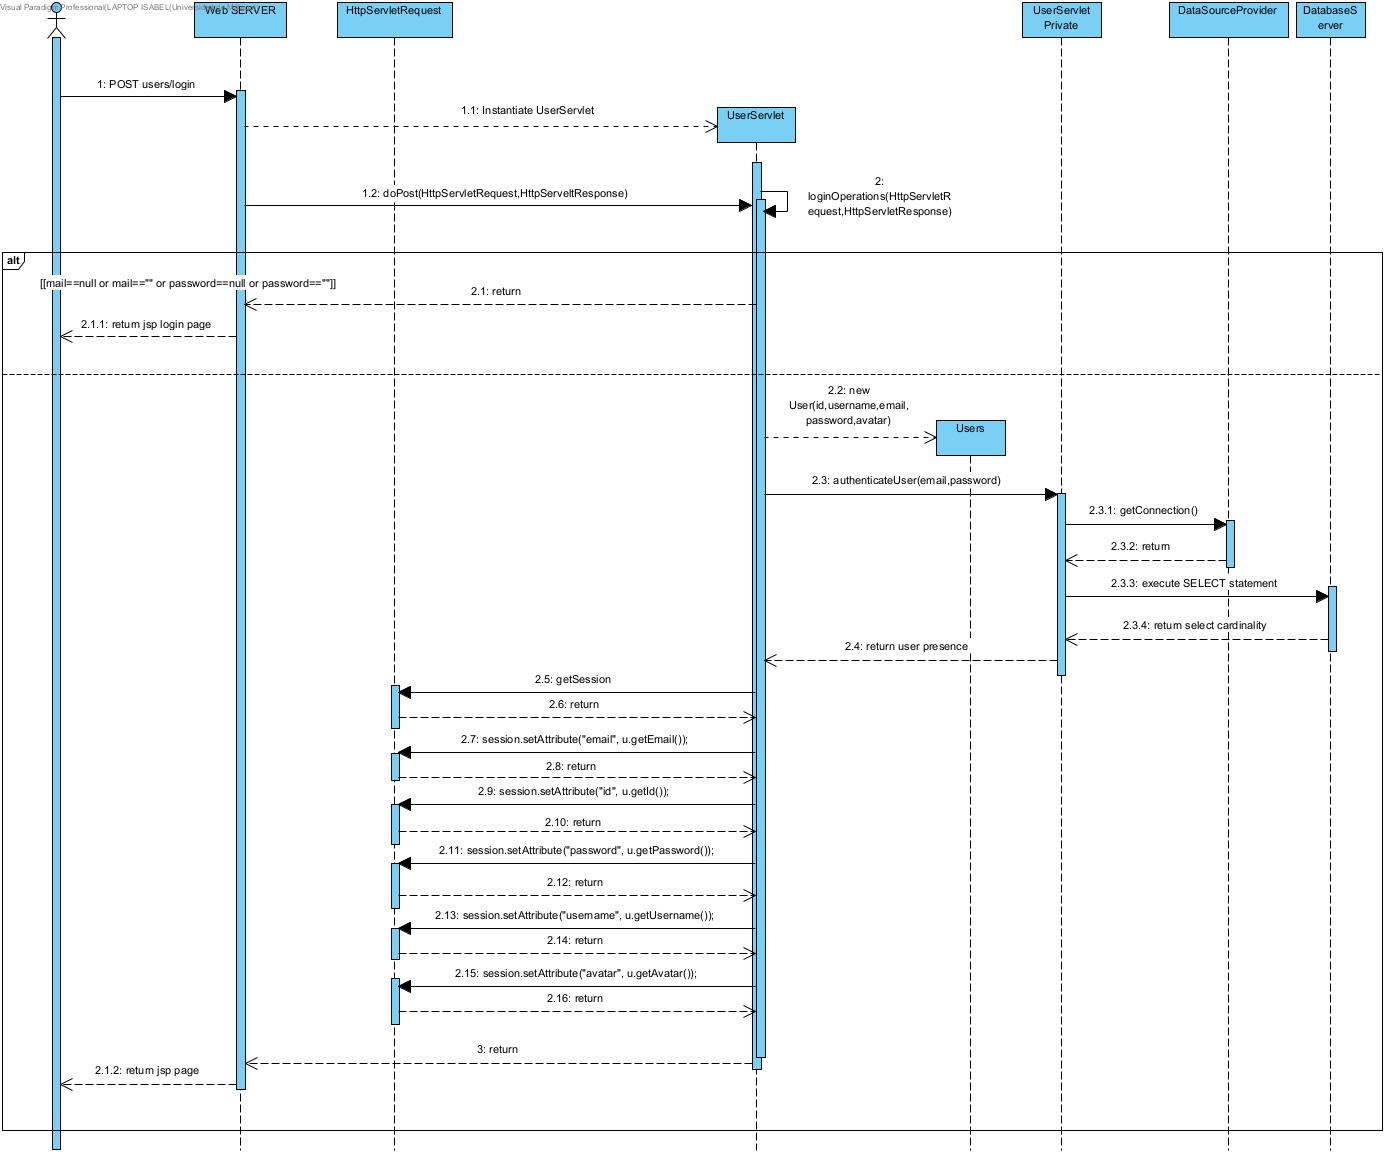 Visual Paradigm Professional(LAPTOP ISABEL(Universi
Web SERVER
HttpServletRequest
UserServlet
Private
DataSourceProvider
DatabaseS
erver
1: POST users/login
1.1: Instantiate UserServlet
UserServlet
1.2: doPost(HttpServletRequest,HttpServeltResponse)
2:
loginOperations(HttpServletR
equest,HttpServletResponse)
alt
[[mail==null or mail=="" or password==null or password==""]]
2.1: return
2.1.1: return jsp login page
2.2: new
User(id,username,email,
password,avatar)
Users
2.3: authenticateUser(email,password)
2.3.1: getConnection()
2.3.2: return
2.3.3: execute SELECT statement
2.3.4: return select cardinality
2.4: return user presence
2.5: getSession
2.6: return
2.7: session.setAttribute("email", u.getEmail());
2.8: return
2.9: session.setAttribute("id", u.getId());
2.10: return
2.11: session.setAttribute("password", u.getPassword());
2.12: return
2.13: session.setAttribute("username", u.getUsername());
2.14: return
2.15: session.setAttribute("avatar", u.getAvatar());
2.16: return
3: return
2.1.2: return jsp page